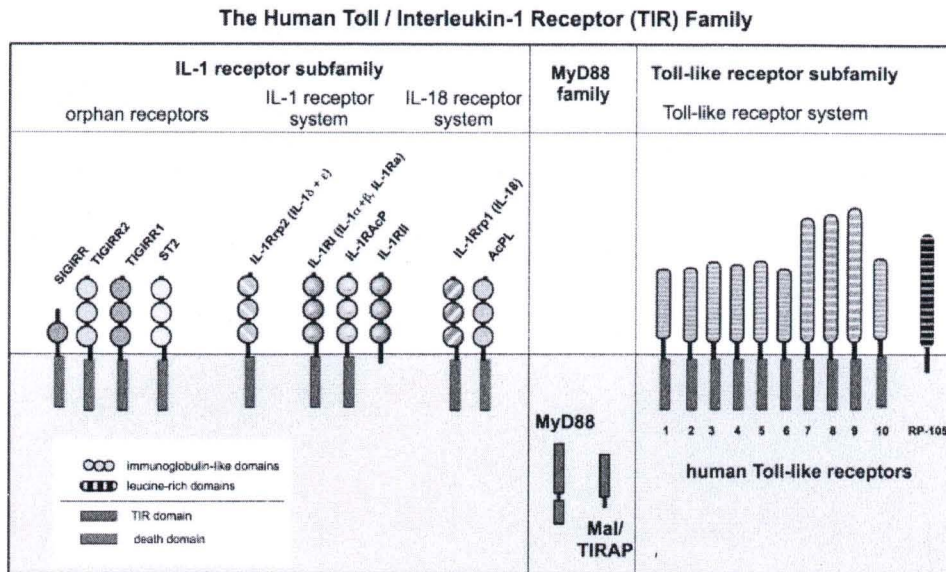 The Human Toll / Interleukin-1 Receptor (TIR) Family
IL-1 receptor subfamily
orphan receptors
IL-1 receptor
system
IL-18 receptor
system
MyD88
family
Toll-like receptor subfamily
Toll-like receptor system
SIGIRR
TIGIRR2
TIGIRR1
ST2
IL-1Rrp2 (IL-1δ + ε)
IL-1RI (IL-1α+β, IL-1Ra)
IL-1RAcP
IL-1RII
IL-1Rrp1 (IL-18)
AcPL
1 2 3 4 5 6 7 8 9 10 RP-105
human Toll-like receptors
MyD88
Mal/
TIRAP
immunoglobulin-like domains
leucine-rich domains
TIR domain
death domain